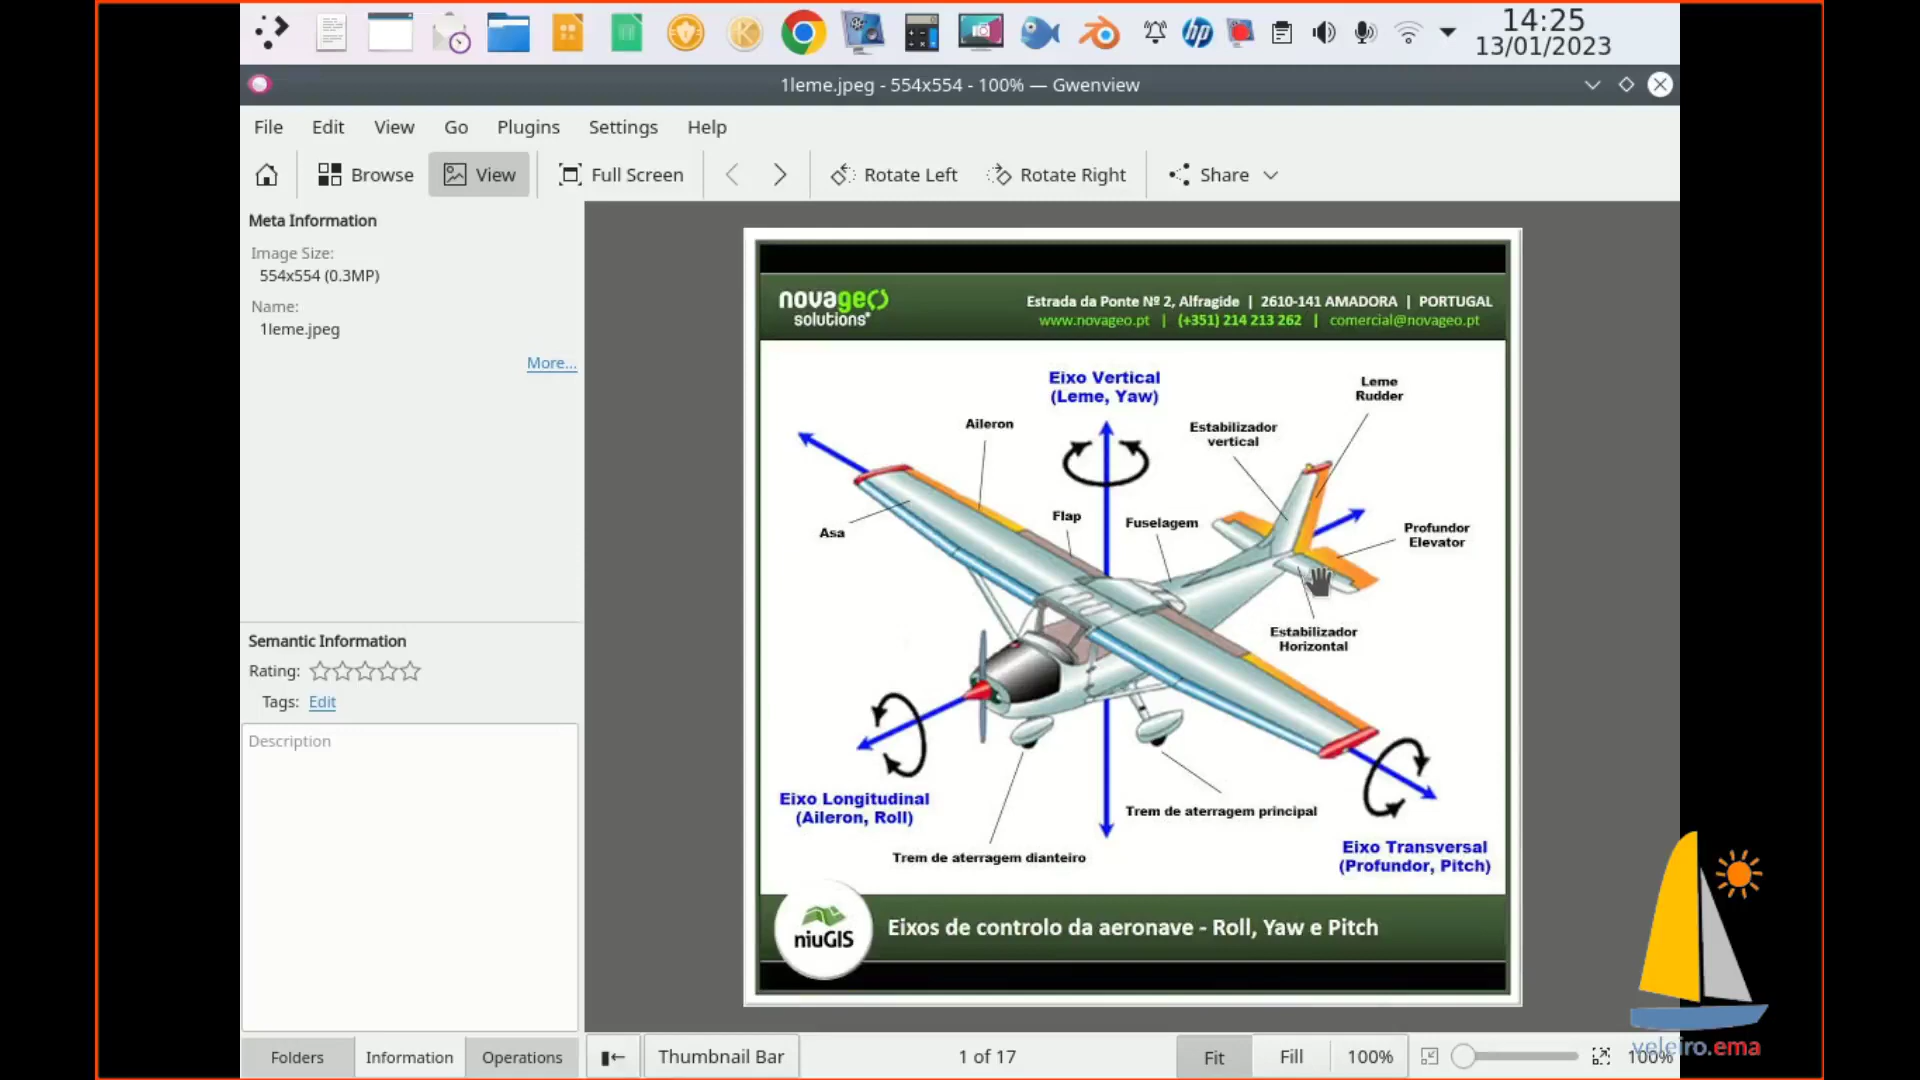 14:25
13/01/2023
1leme.jpeg - 554x554 - 100% — Gwenview
File Edit View Go Plugins Settings Help
Browse View Full Screen Rotate Left Rotate Right Share
Meta Information
Image Size:
554x554 (0.3MP)
Name:
1leme.jpeg
More...
Semantic Information
Rating:
Tags: Edit
Description
Folders Information Operations
novageo
solutions®
Estrada da Ponte Nº 2, Alfragide | 2610-141 AMADORA | PORTUGAL
www.novageo.pt | (+351) 214 213 262 | comercial@novageo.pt
Eixo Vertical
(Leme, Yaw)
Leme
Rudder
Aileron
Estabilizador
vertical
Asa
Flap
Fuselagem
Profundor
Elevator
Estabilizador
Horizontal
Eixo Longitudinal
(Aileron, Roll)
Trem de aterragem principal
Trem de aterragem dianteiro
Eixo Transversal
(Profundor, Pitch)
niuGIS
Eixos de controlo da aeronave - Roll, Yaw e Pitch
Thumbnail Bar 1 of 17 Fit Fill 100% 100%
veleiro.ema
hp
K